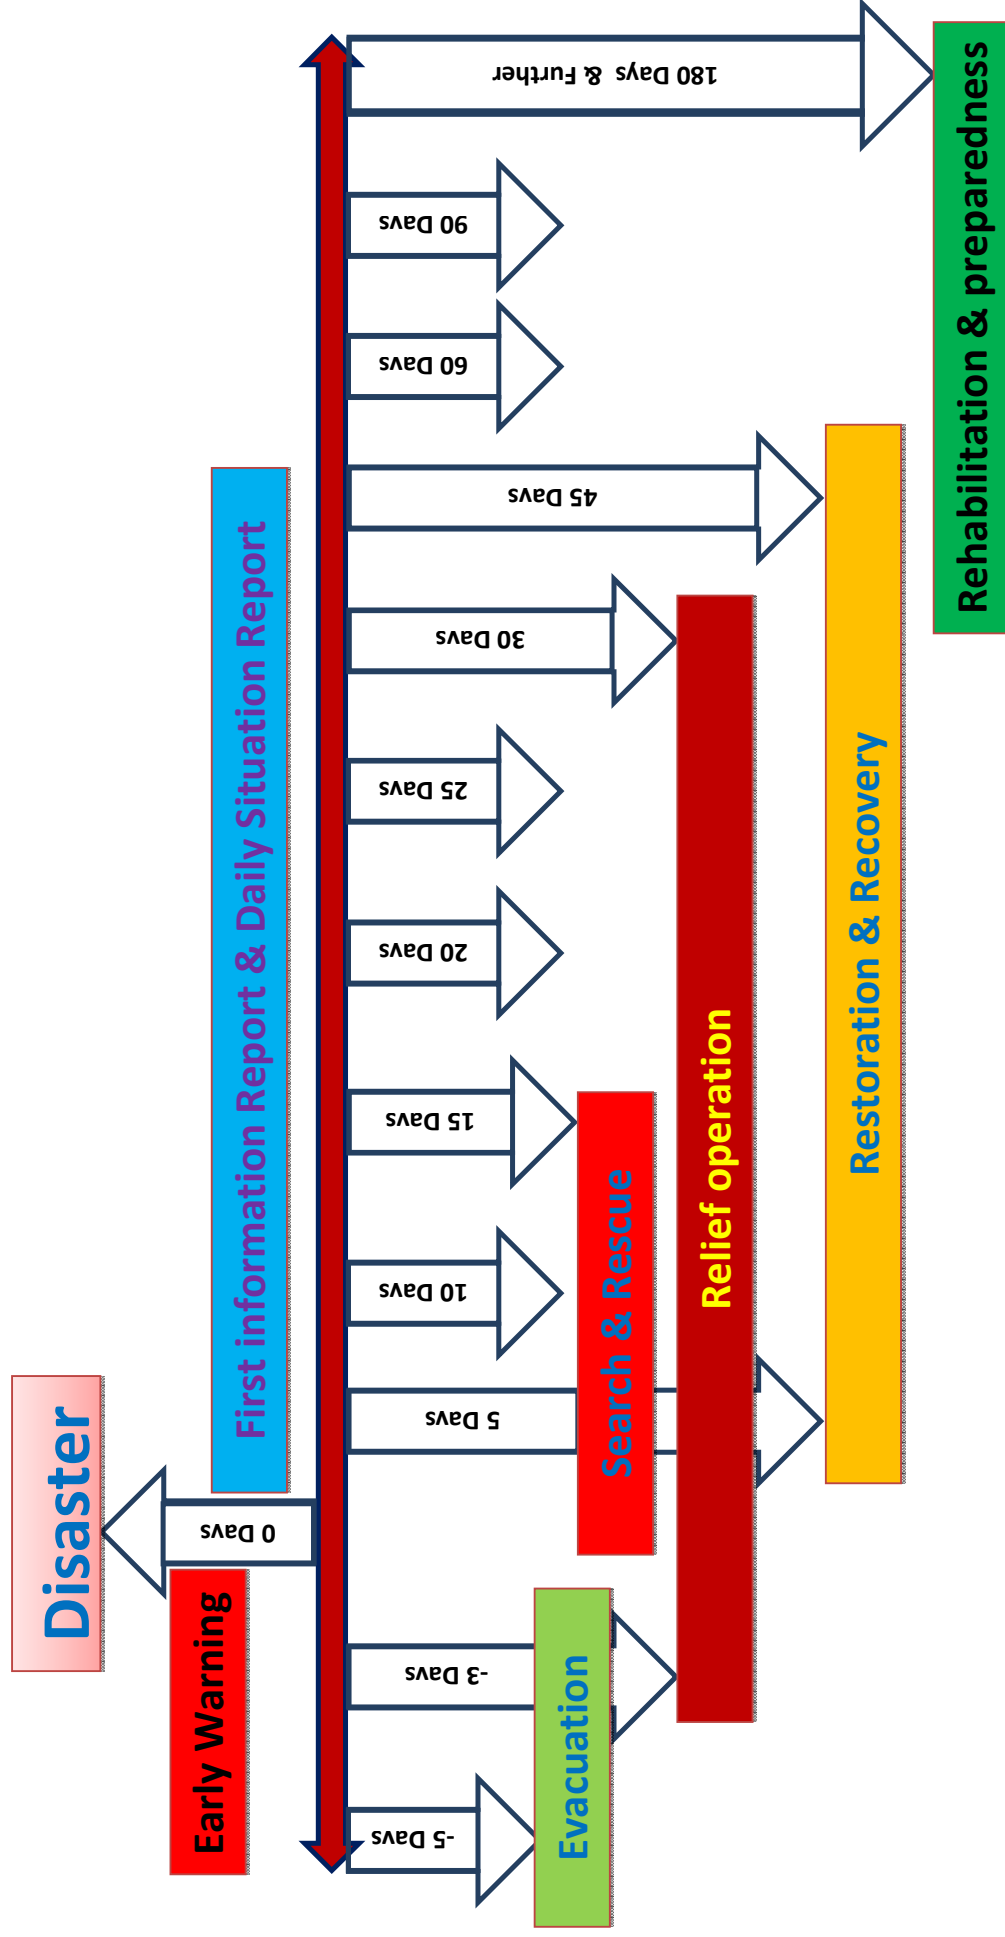 Disaster
Early Warning
First information Report & Daily Situation Report
0 Days
-5 Days
-3 Days
5 Days
10 Days
15 Days
20 Days
25 Days
30 Days
45 Days
60 Days
90 Days
180 Days & Further
Evacuation
Search & Rescue
Relief operation
Restoration & Recovery
Rehabilitation & preparedness